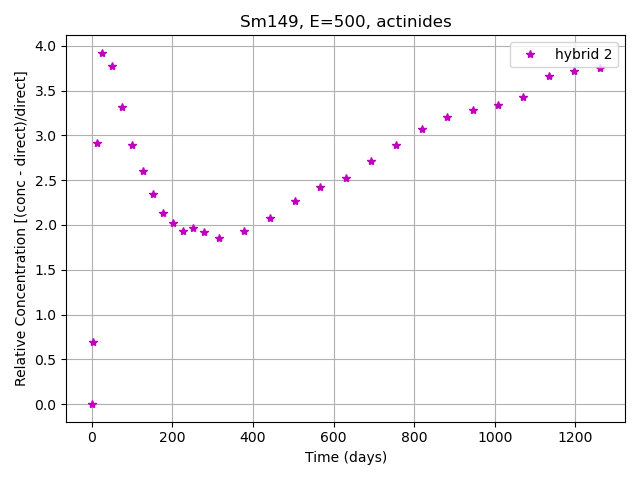 Sm149, E=500, actinides
hybrid 2
Relative Concentration [(conc - direct)/direct]
4.0
3.5
3.0
2.5
2.0
1.5
1.0
0.5
0.0
0 200 400 600 800 1000 1200
Time (days)